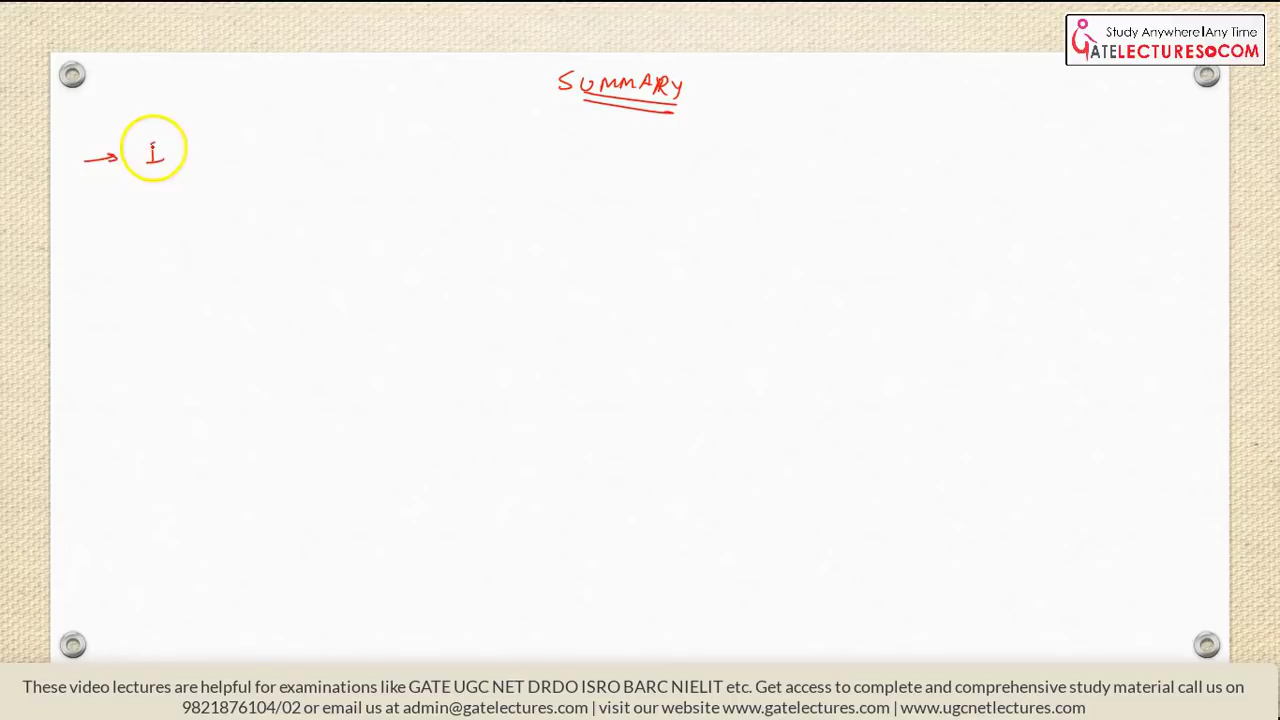 Study Anywhere Any Time
GATELECTURES.COM
SUMMARY
→ I
These video lectures are helpful for examinations like GATE UGC NET DRDO ISRO BARC NIELIT etc. Get access to complete and comprehensive study material call us on
9821876104/02 or email us at admin@gatelectures.com | visit our website www.gatelectures.com | www.ugcnetlectures.com